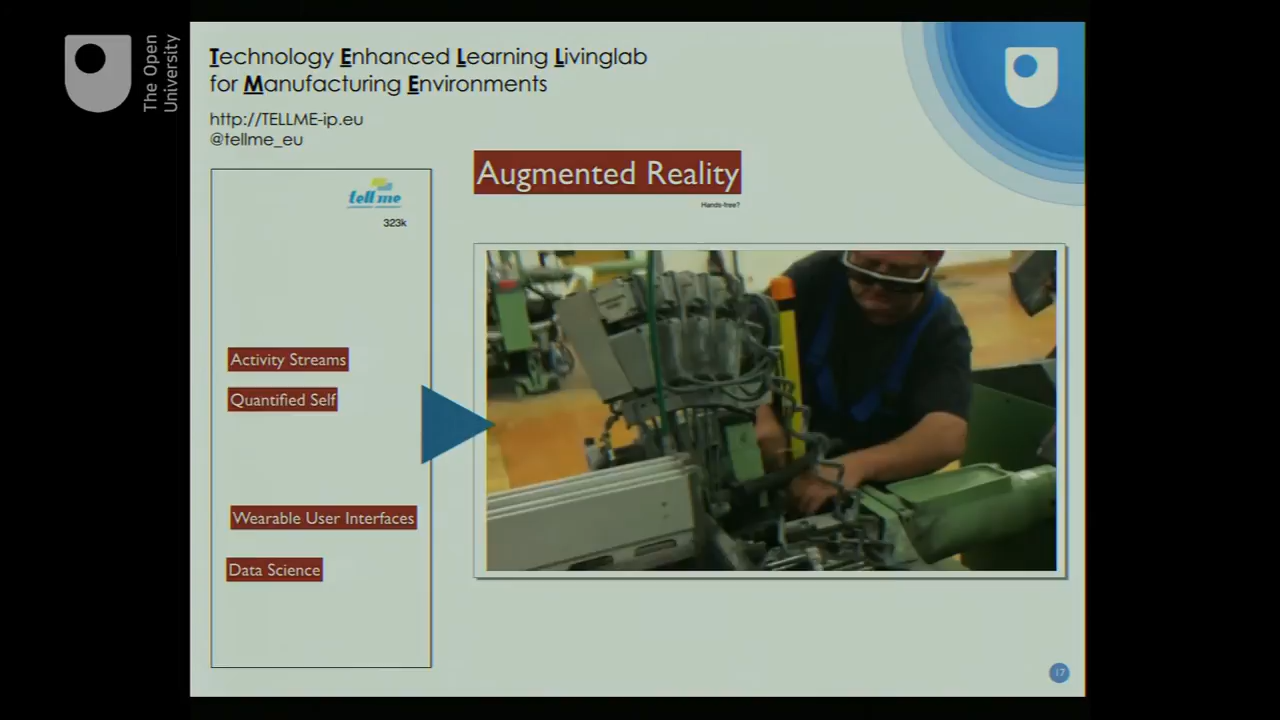 The Open
University
Technology Enhanced Learning Livinglab
for Manufacturing Environments
http://TELLME-ip.eu
@tellme_eu
tell me
323k
Augmented Reality
Hands-free?
Activity Streams
Quantified Self
Wearable User Interfaces
Data Science
17